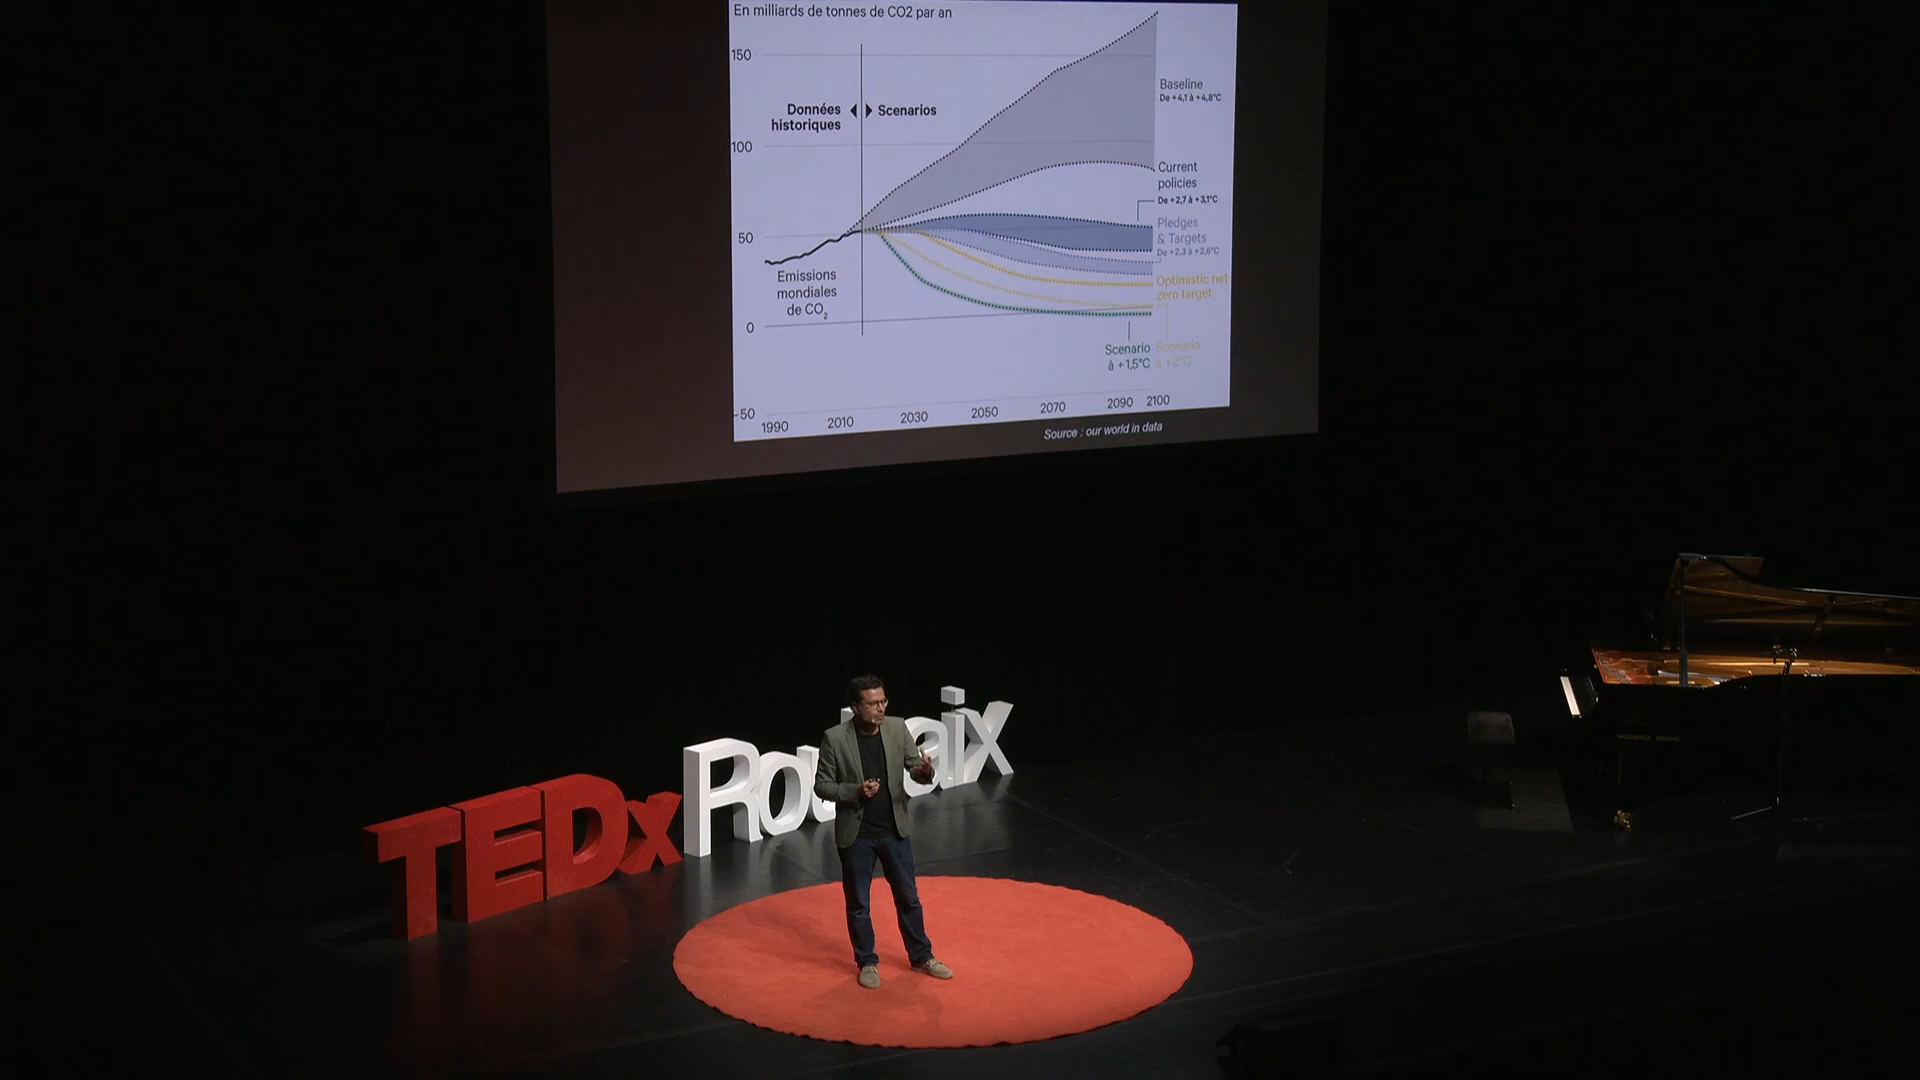 En milliards de tonnes de CO2 par an
150
100
50
0
-50
Données
historiques
Scenarios
Emissions
mondiales
de CO2
Baseline
De +4,1 à +4,8°C
Current
policies
De +2,7 à +3,1°C
Pledges
& Targets
De +2,3 à +2,6°C
Optimistic net
zero target
Scenario
à +1,5°C
Scenario
à +2°C
1990
2010
2030
2050
2070
2090
2100
Source : our world in data
TEDx
ROUBAIX MUSIC